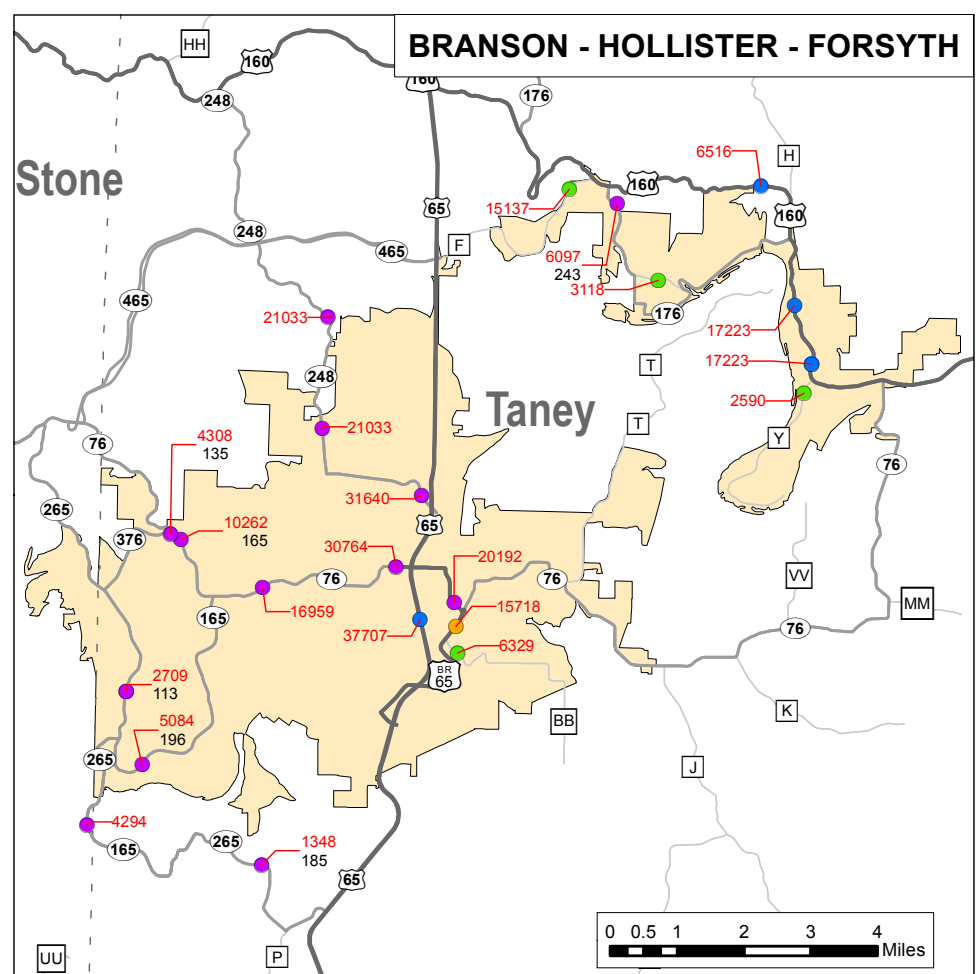 BRANSON - HOLLISTER - FORSYTH
HH
160
160
248
176
6516
H
Stone
15137
160
65
160
248
F
465
465
6097
243
3118
176
21033
17223
248
T
17223
2590
Taney
T
21033
76
4308
135
Y
76
31640
265
10262
165
65
376
30764
20192
76
76
VV
16959
15718
MM
165
37707
76
6329
BR
65
2709
113
K
BB
5084
196
265
J
4294
265
1348
185
165
65
0 0.5 1 2 3 4
Miles
UU
P